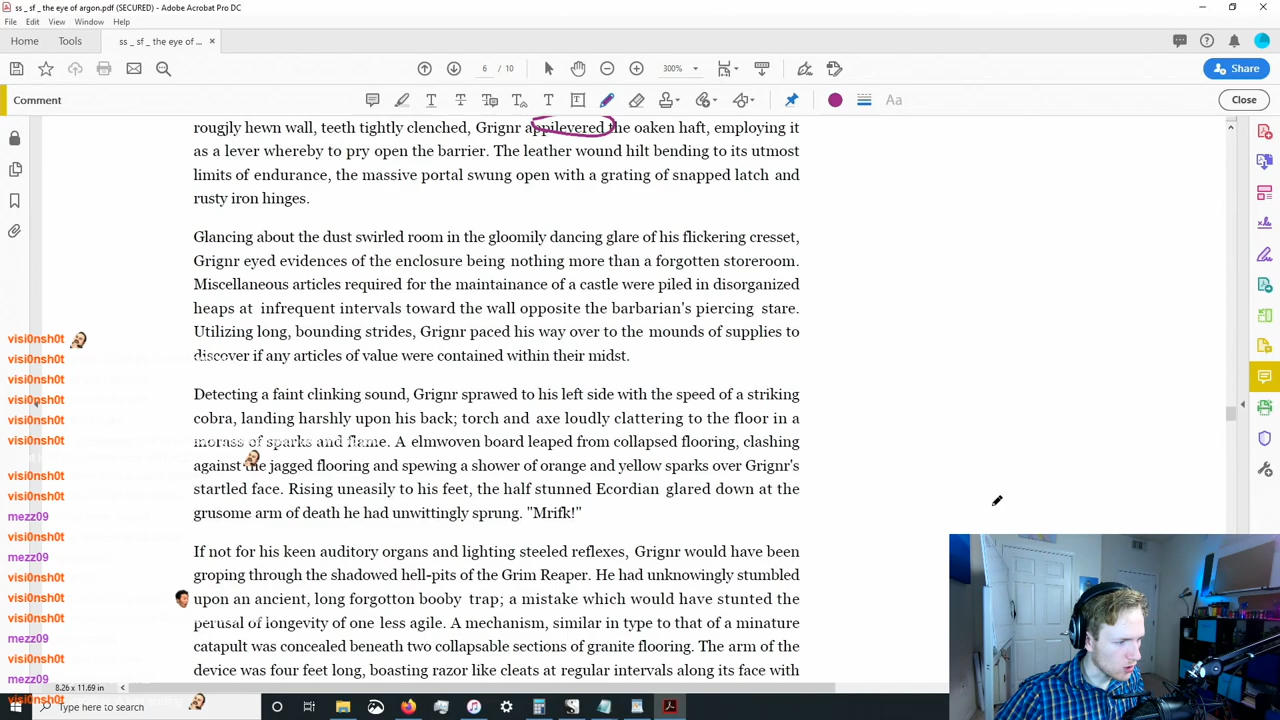 ss _ sf _ the eye of argon.pdf (SECURED) - Adobe Acrobat Pro DC
File Edit View Window Help
Home Tools ss _ sf _ the eye of ar... ×
6 / 10 300% Share
Comment Aa Close
rougjly hewn wall, teeth tightly clenched, Grignr appilevered the oaken haft, employing it
as a lever whereby to pry open the barrier. The leather wound hilt bending to its utmost
limits of endurance, the massive portal swung open with a grating of snapped latch and
rusty iron hinges.
Glancing about the dust swirled room in the gloomily dancing glare of his flickering cresset,
Grignr eyed evidences of the enclosure being nothing more than a forgotten storeroom.
Miscellaneous articles required for the maintainance of a castle were piled in disorganized
heaps at infrequent intervals toward the wall opposite the barbarian's piercing stare.
Utilizing long, bounding strides, Grignr paced his way over to the mounds of supplies to
discover if any articles of value were contained within their midst.
Detecting a faint clinking sound, Grignr sprawed to his left side with the speed of a striking
cobra, landing harshly upon his back; torch and axe loudly clattering to the floor in a
morass of sparks and flame. A elmwoven board leaped from collapsed flooring, clashing
against the jagged flooring and spewing a shower of orange and yellow sparks over Grignr's
startled face. Rising uneasily to his feet, the half stunned Ecordian glared down at the
grusome arm of death he had unwittingly sprung. "Mrifk!"
If not for his keen auditory organs and lighting steeled reflexes, Grignr would have been
groping through the shadowed hell-pits of the Grim Reaper. He had unknowingly stumbled
upon an ancient, long forgotton booby trap; a mistake which would have stunted the
perusal of longevity of one less agile. A mechanism, similar in type to that of a minature
catapult was concealed beneath two collapsable sections of granite flooring. The arm of the
device was four feet long, boasting razor like cleats at regular intervals along its face with
visi0nsh0t
visi0nsh0t
visi0nsh0t
visi0nsh0t
visi0nsh0t
visi0nsh0t
visi0nsh0t
visi0nsh0t
mezz09
visi0nsh0t
mezz09
visi0nsh0t
visi0nsh0t
visi0nsh0t
mezz09
visi0nsh0t
mezz09
visi0nsh0t
8.26 x 11.69 in
Type here to search